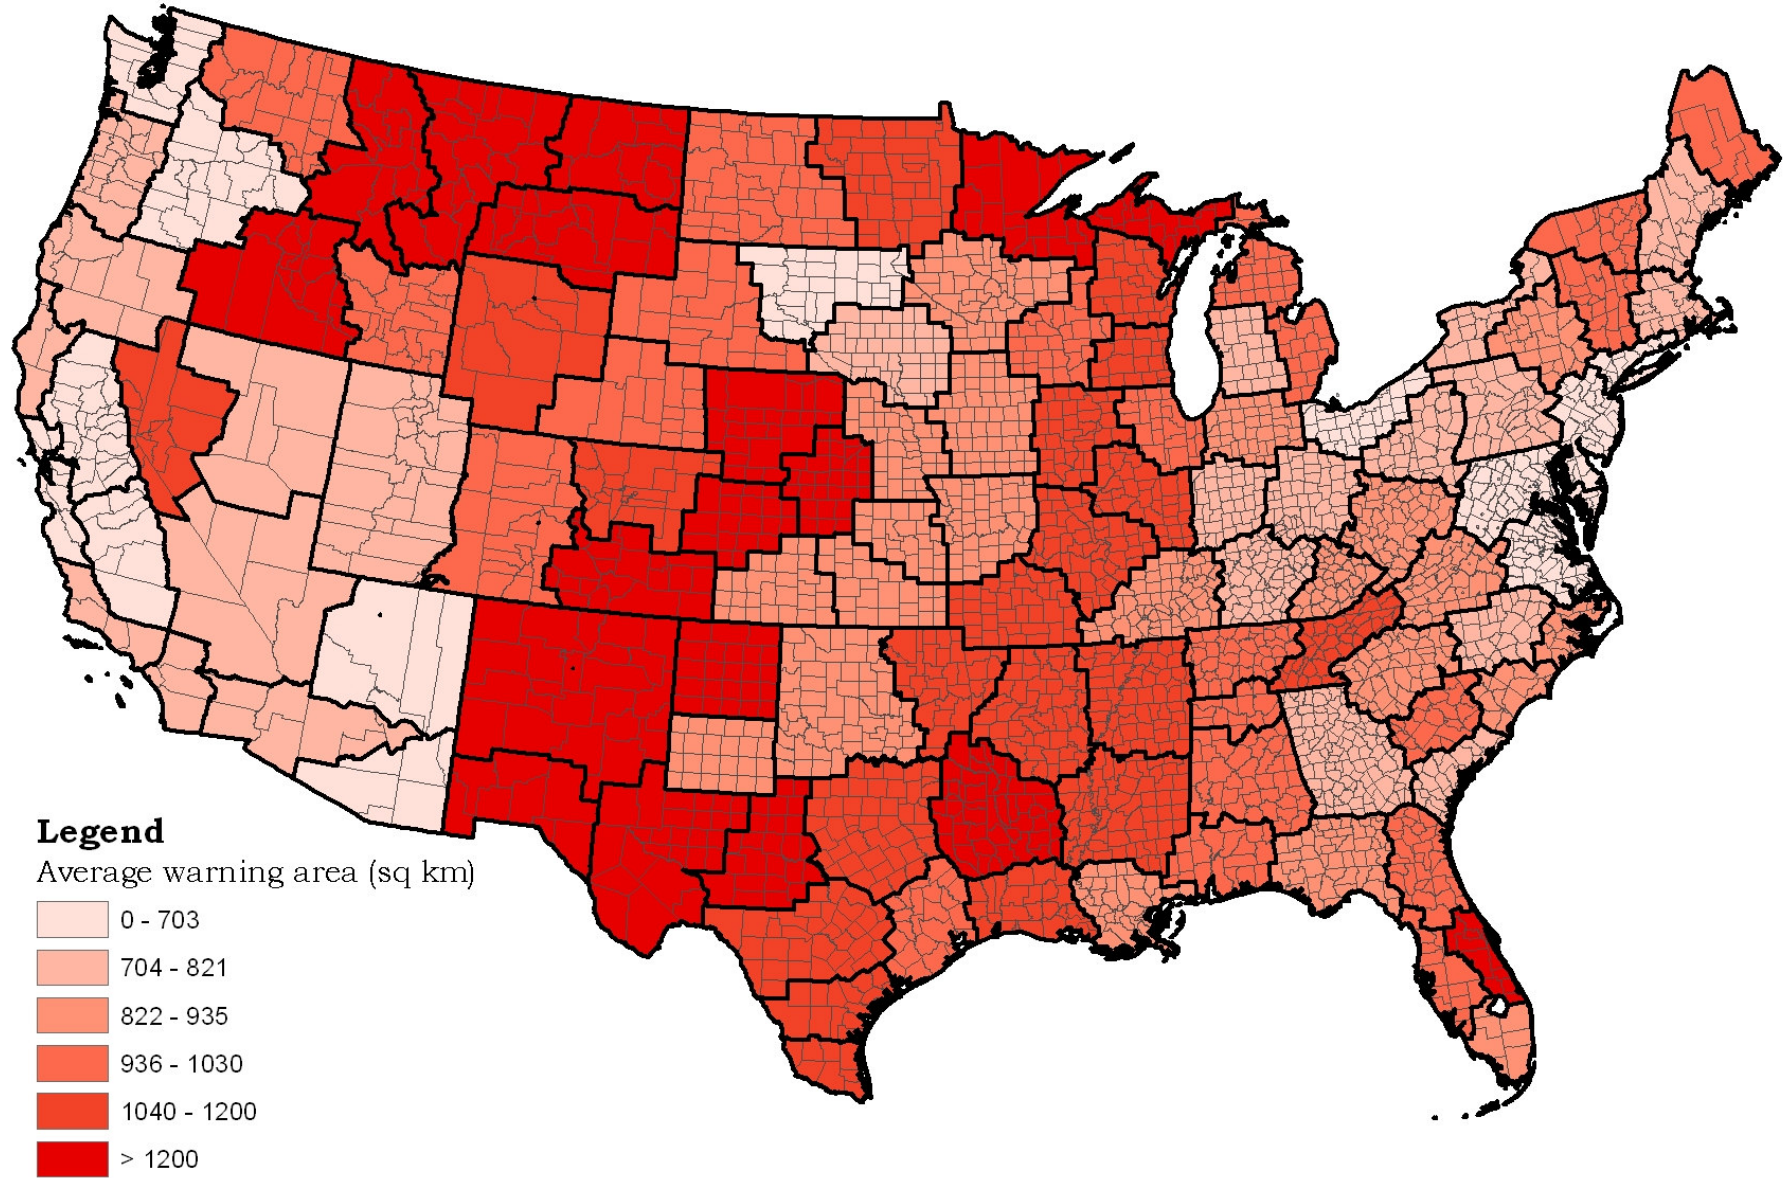 Legend
Average warning area (sq km)
0 - 703
704 - 821
822 - 935
936 - 1030
1040 - 1200
> 1200